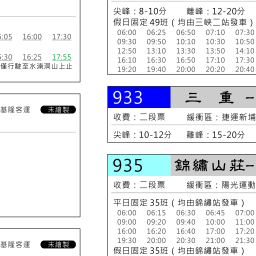 5:05 16:00 17:30
5:30 16:25 17:55
僅行駛至水湳洞山上止
基隆客運 未繪製
基隆客運 未繪製
尖峰：8-10分 離峰：12-20分
假日固定49班（均由三峽二站發車）
06:00 06:25 06:50 07:10 07:30
09:30 09:50 10:10 10:30 10:50
12:50 13:10 13:30 13:50 14:10
16:10 16:30 16:50 17:10 17:30
19:20 19:40 20:00 20:20 20:40
933 三 重 –
收費：二段票 緩衝區：捷運新埔
尖峰：10-12分 離峰：15-20分
935 錦繡山莊–
收費：二段票 緩衝區：陽光運動
平日固定35班（均由錦繡站發車）
06:00 06:15 06:30 06:45 07:00
09:00 09:20 09:40 10:00 11:00
16:00 16:20 16:40 17:00 17:20
19:30 20:00 20:30 21:00 21:30
假日固定35班（均由錦繡站發車）